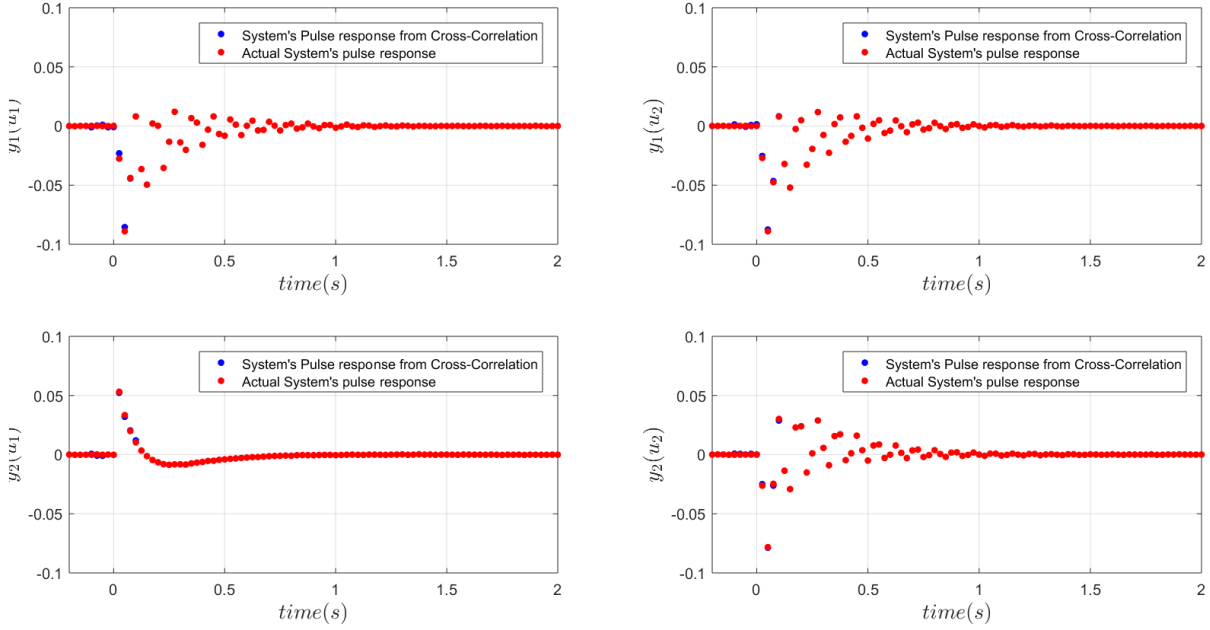 System's Pulse response from Cross-Correlation
Actual System's pulse response
0.1
0.05
0
-0.05
-0.1
y1(u1)
0
0.5
1
1.5
2
time(s)
System's Pulse response from Cross-Correlation
Actual System's pulse response
0.1
0.05
0
-0.05
-0.1
y1(u2)
0
0.5
1
1.5
2
time(s)
System's Pulse response from Cross-Correlation
Actual System's pulse response
0.1
0.05
0
-0.05
-0.1
y2(u1)
0
0.5
1
1.5
2
time(s)
System's Pulse response from Cross-Correlation
Actual System's pulse response
0.1
0.05
0
-0.05
-0.1
y2(u2)
0
0.5
1
1.5
2
time(s)